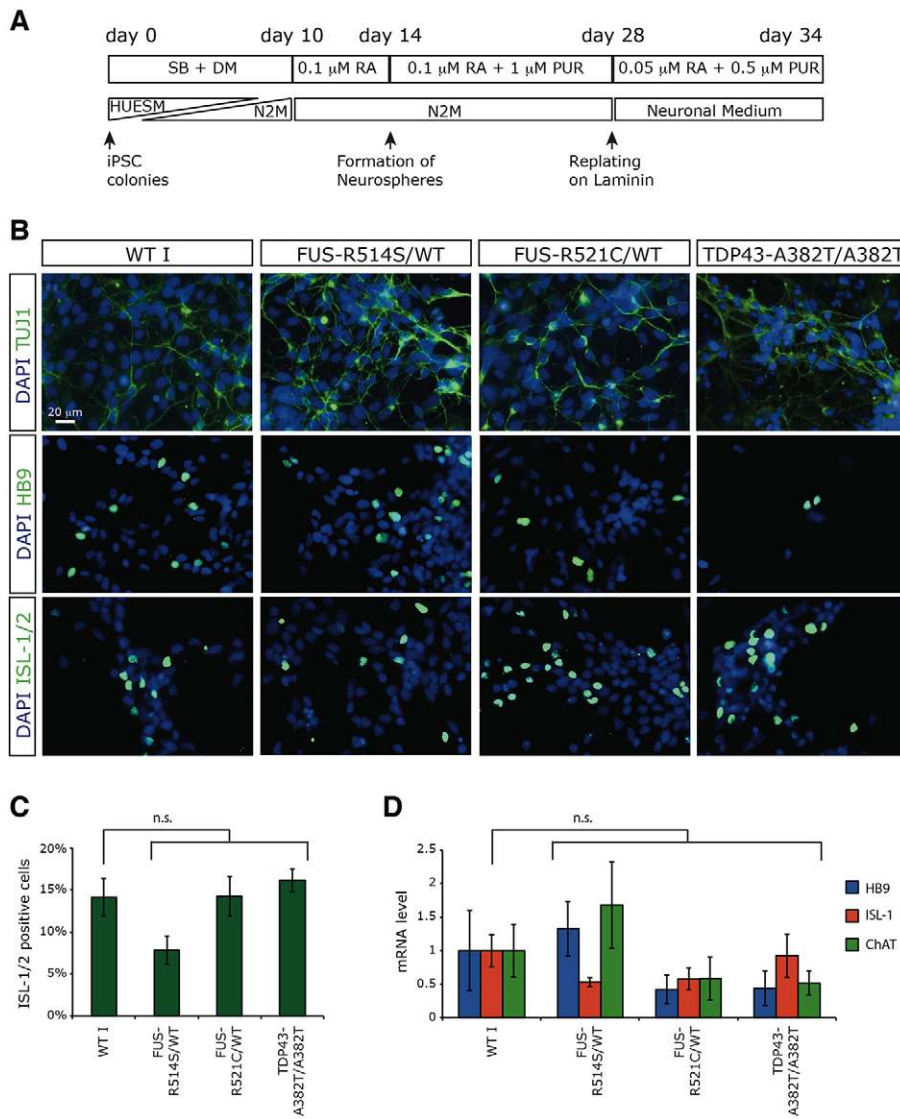 A
day 0 day 10 day 14 day 28 day 34
SB + DM 0.1 µM RA 0.1 µM RA + 1 µM PUR 0.05 µM RA + 0.5 µM PUR
HUESM N2M N2M Neuronal Medium
iPSC colonies
Formation of Neurospheres
Replating on Laminin
B
WT I FUS-R514S/WT FUS-R521C/WT TDP43-A382T/A382T
DAPI TUJ1
20 µm
DAPI HB9
DAPI ISL-1/2
C
n.s.
20%
15%
10%
5%
0%
ISL-1/2 positive cells
WT I
FUS-
R514S/WT
FUS-
R521C/WT
TDP43-
A382T/A382T
D
n.s.
2.5
2
1.5
1
0.5
0
mRNA level
WT I
FUS-
R514S/WT
FUS-
R521C/WT
TDP43-
A382T/A382T
HB9
ISL-1
ChAT